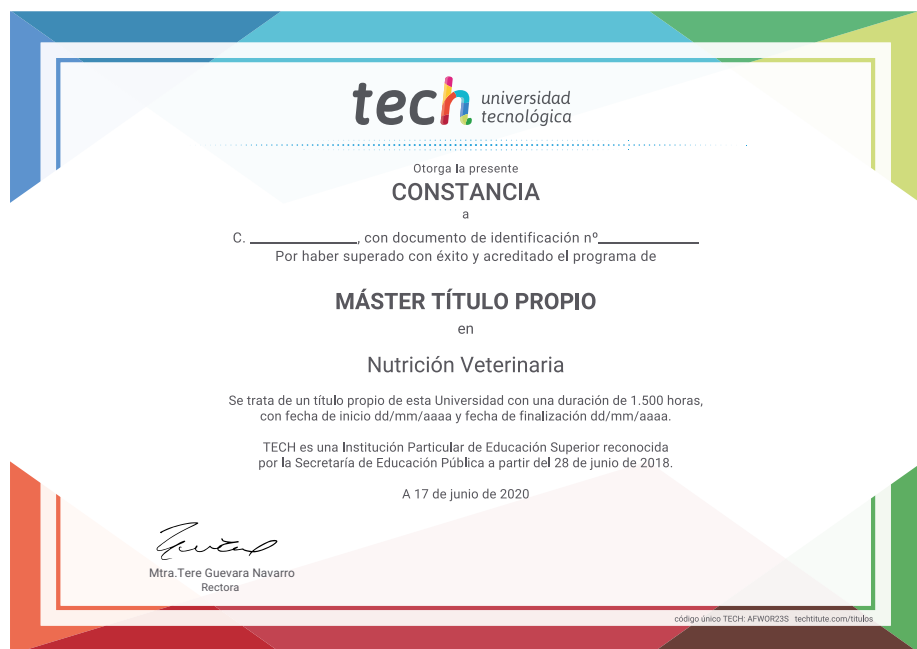 tech universidad
tecnológica
Otorga la presente
CONSTANCIA
a
C. ____________, con documento de identificación nº____________
Por haber superado con éxito y acreditado el programa de
MÁSTER TÍTULO PROPIO
en
Nutrición Veterinaria
Se trata de un título propio de esta Universidad con una duración de 1.500 horas,
con fecha de inicio dd/mm/aaaa y fecha de finalización dd/mm/aaaa.
TECH es una Institución Particular de Educación Superior reconocida
por la Secretaría de Educación Pública a partir del 28 de junio de 2018.
A 17 de junio de 2020
Mtra.Tere Guevara Navarro
Rectora
código único TECH: AFWOR23S techtitute.com/titulos